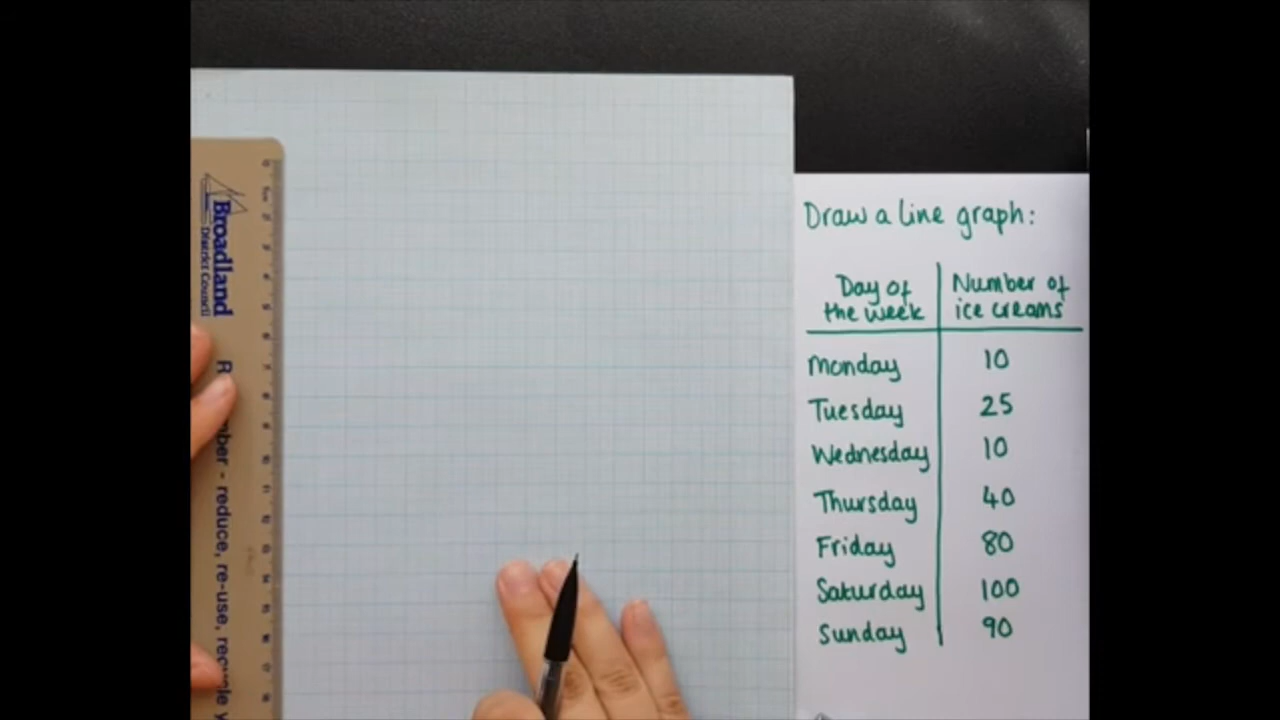 Broadland
District Council
Draw a line graph:
Day of the week | Number of ice creams
Monday 10
Tuesday 25
Wednesday 10
Thursday 40
Friday 80
Saturday 100
Sunday 90
- reduce, re-use,